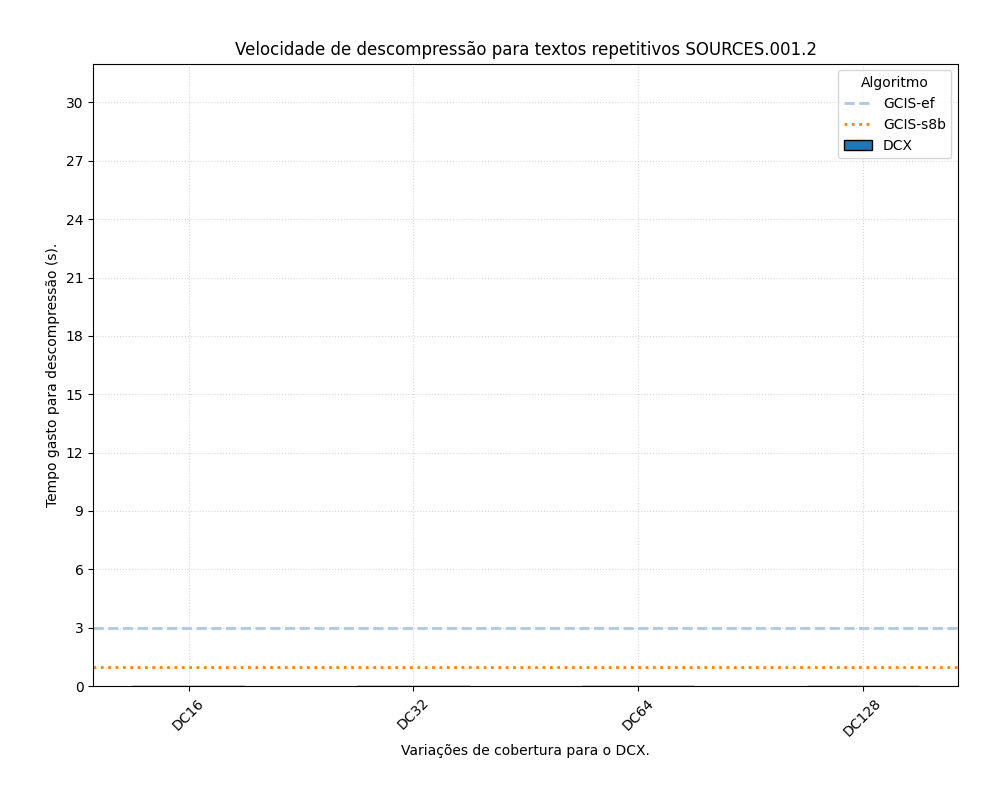 Velocidade de descompressão para textos repetitivos SOURCES.001.2
Algoritmo
GCIS-ef
GCIS-s8b
DCX
Tempo gasto para descompressão (s).
30
27
24
21
18
15
12
9
6
3
0
DC16
DC32
DC64
DC128
Variações de cobertura para o DCX.